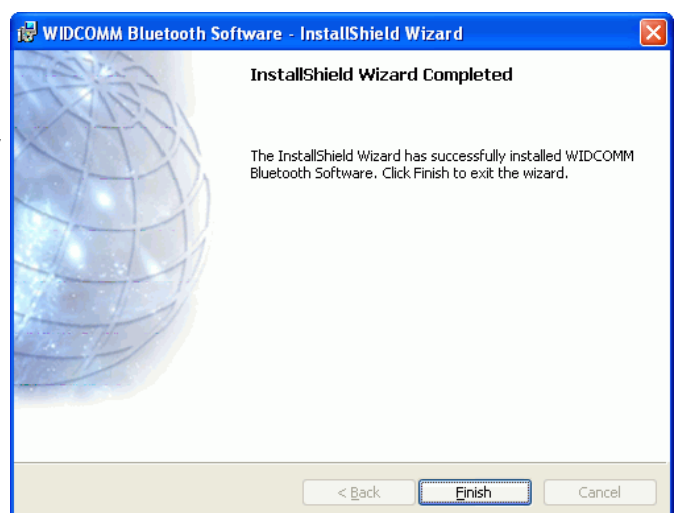 WIDCOMM Bluetooth Software - InstallShield Wizard
InstallShield Wizard Completed
The InstallShield Wizard has successfully installed WIDCOMM
Bluetooth Software. Click Finish to exit the wizard.
< Back Finish Cancel